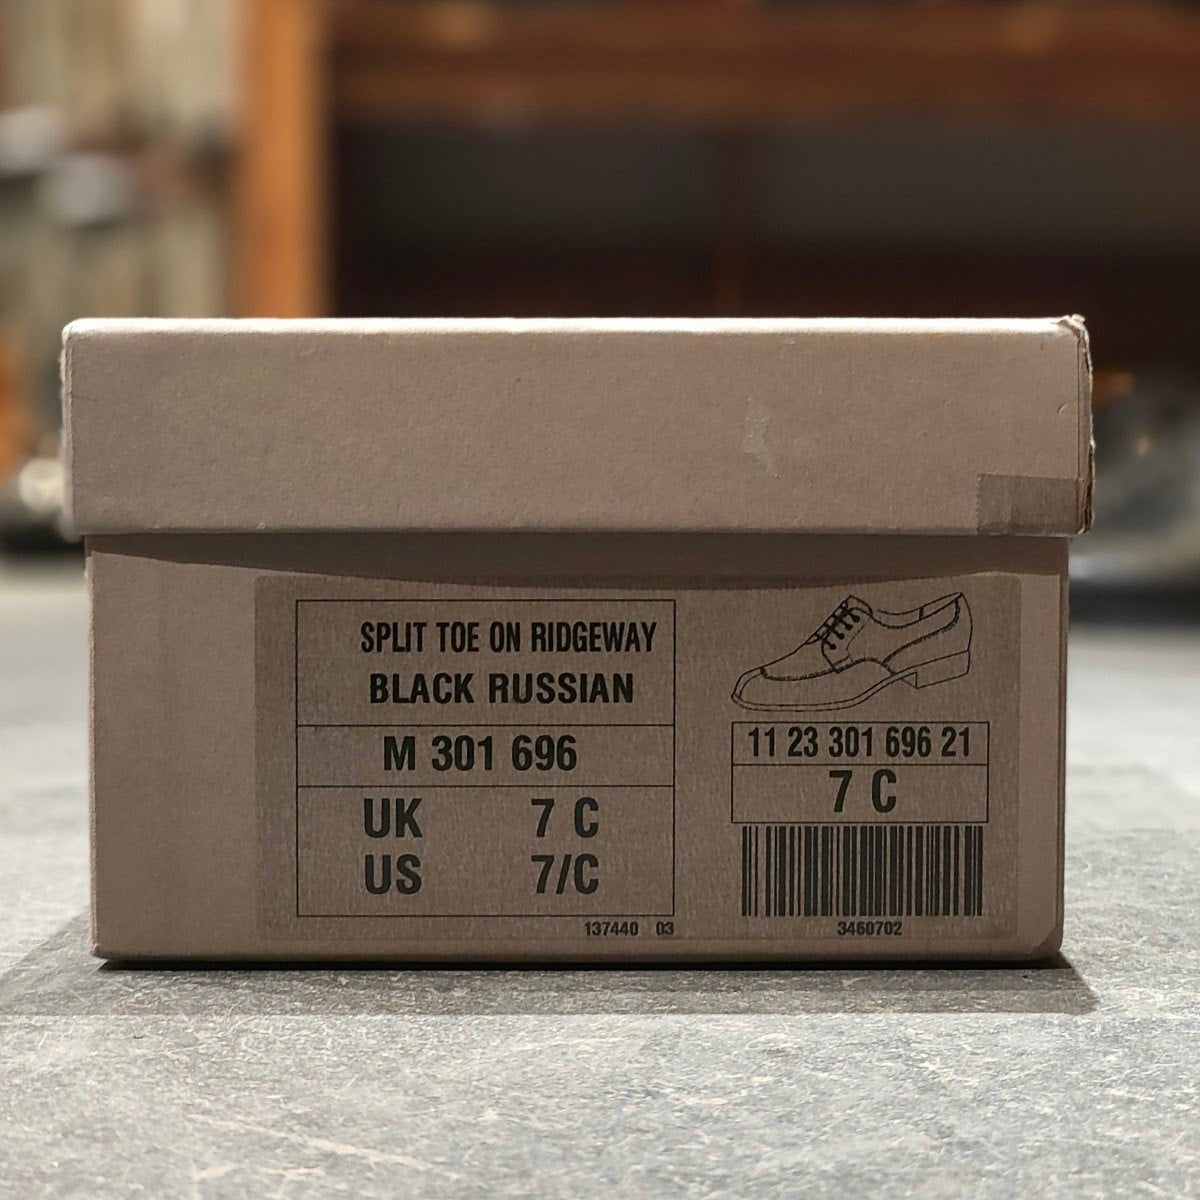 SPLIT TOE ON RIDGEWAY
BLACK RUSSIAN
M 301 696
UK 7 C
US 7/C
137440 03
11 23 301 696 21
7 C
3460702